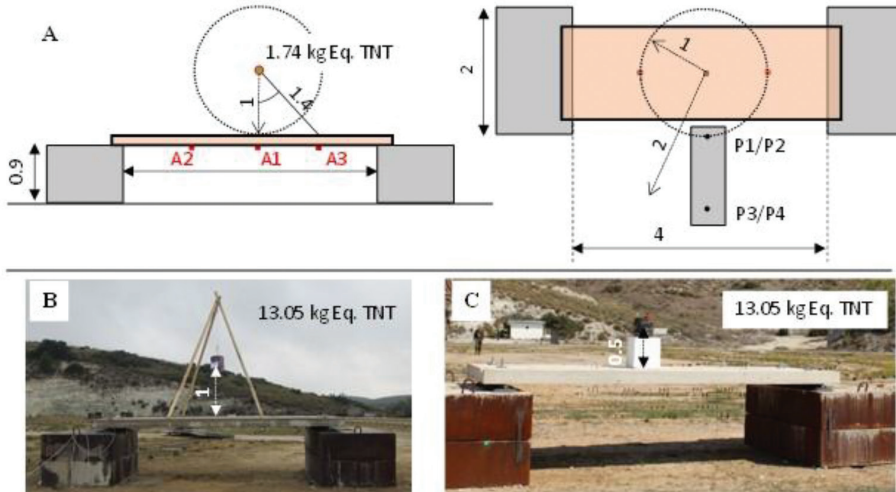 A
1.74 kg Eq. TNT
1
1.4
0.9
A2
A1
A3
2
1
2
P1/P2
P3/P4
4
B
13.05 kg Eq. TNT
1
C
13.05 kg Eq. TNT
0.5